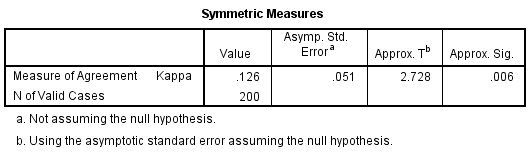 Symmetric Measures
Value Asymp. Std. Errorᵃ Approx. Tᵇ Approx. Sig.
Measure of Agreement Kappa .126 .051 2.728 .006
N of Valid Cases 200
a. Not assuming the null hypothesis.
b. Using the asymptotic standard error assuming the null hypothesis.